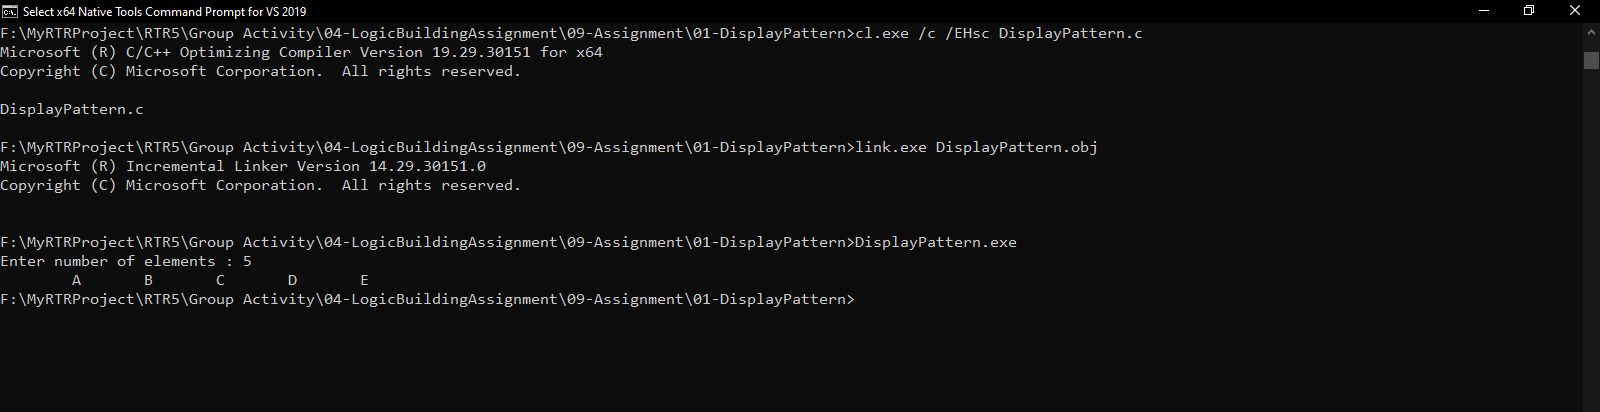 Select x64 Native Tools Command Prompt for VS 2019
F:\MyRTRProject\RTR5\Group Activity\04-LogicBuildingAssignment\09-Assignment\01-DisplayPattern>cl.exe /c /EHsc DisplayPattern.c
Microsoft (R) C/C++ Optimizing Compiler Version 19.29.30151 for x64
Copyright (C) Microsoft Corporation.  All rights reserved.
DisplayPattern.c
F:\MyRTRProject\RTR5\Group Activity\04-LogicBuildingAssignment\09-Assignment\01-DisplayPattern>link.exe DisplayPattern.obj
Microsoft (R) Incremental Linker Version 14.29.30151.0
Copyright (C) Microsoft Corporation.  All rights reserved.
F:\MyRTRProject\RTR5\Group Activity\04-LogicBuildingAssignment\09-Assignment\01-DisplayPattern>DisplayPattern.exe
Enter number of elements : 5
        A       B       C       D       E
F:\MyRTRProject\RTR5\Group Activity\04-LogicBuildingAssignment\09-Assignment\01-DisplayPattern>